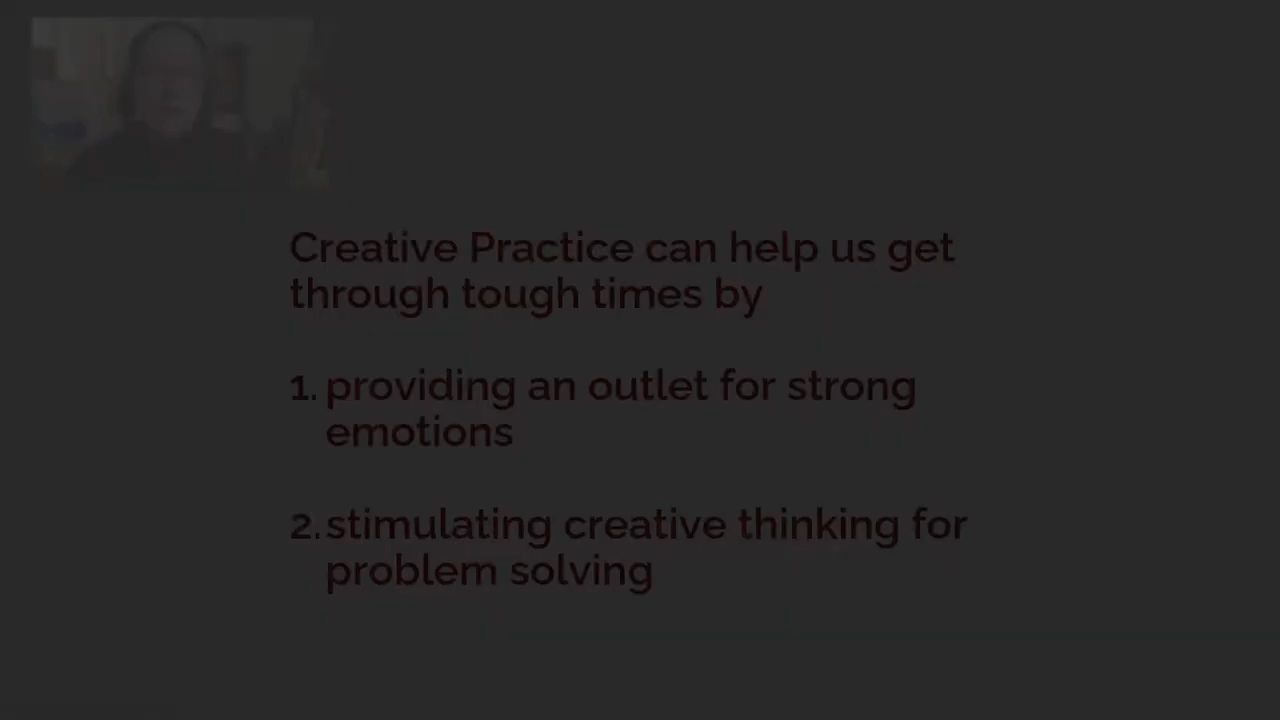 Creative Practice can help us get
through tough times by
1. providing an outlet for strong
emotions
2. stimulating creative thinking for
problem solving